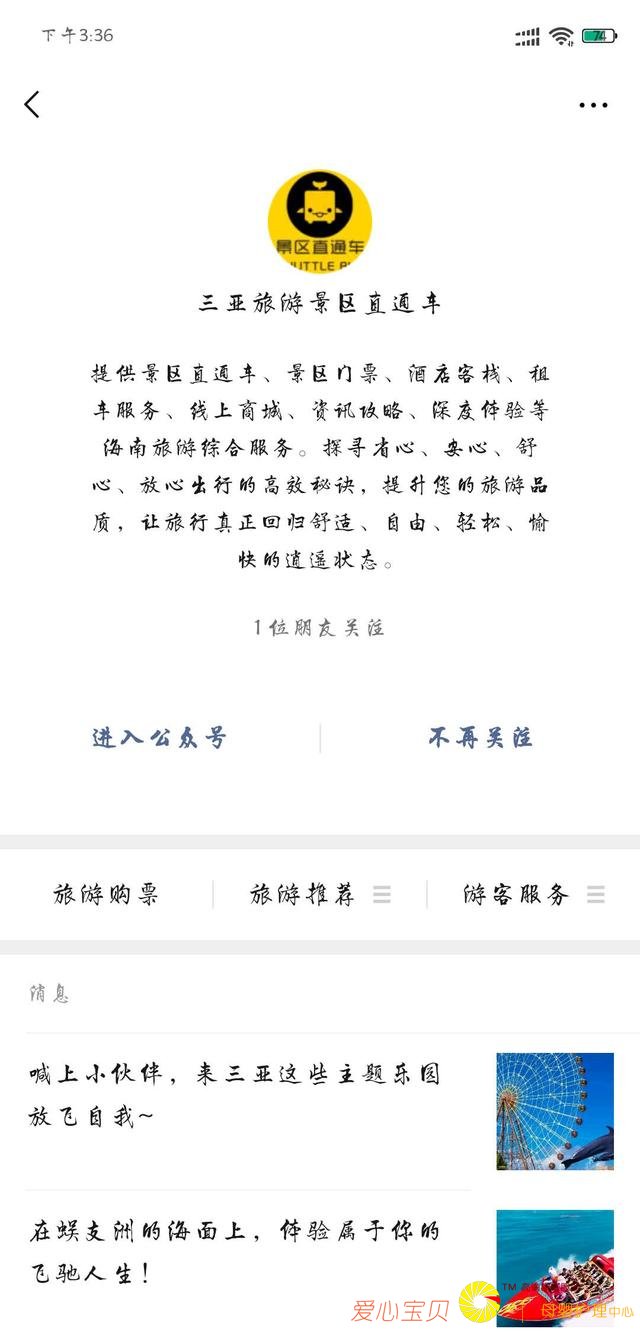 下午3:36
74
景区直通车
三亚旅游景区直通车
提供景区直通车、景区门票、酒店客栈、租
车服务、线上商城、资讯攻略、深度体验等
海南旅游综合服务。探寻省心、安心、舒
心、放心出行的高效秘诀，提升您的旅游品
质，让旅行真正回归舒适、自由、轻松、愉
快的逍遥状态。
1位朋友关注
进入公众号
不再关注
旅游购票
旅游推荐
游客服务
消息
喊上小伙伴，来三亚这些主题乐园
放飞自我~
在蜈支洲的海面上，体验属于你的
飞驰人生！
爱心宝贝
TM
母婴护理中心